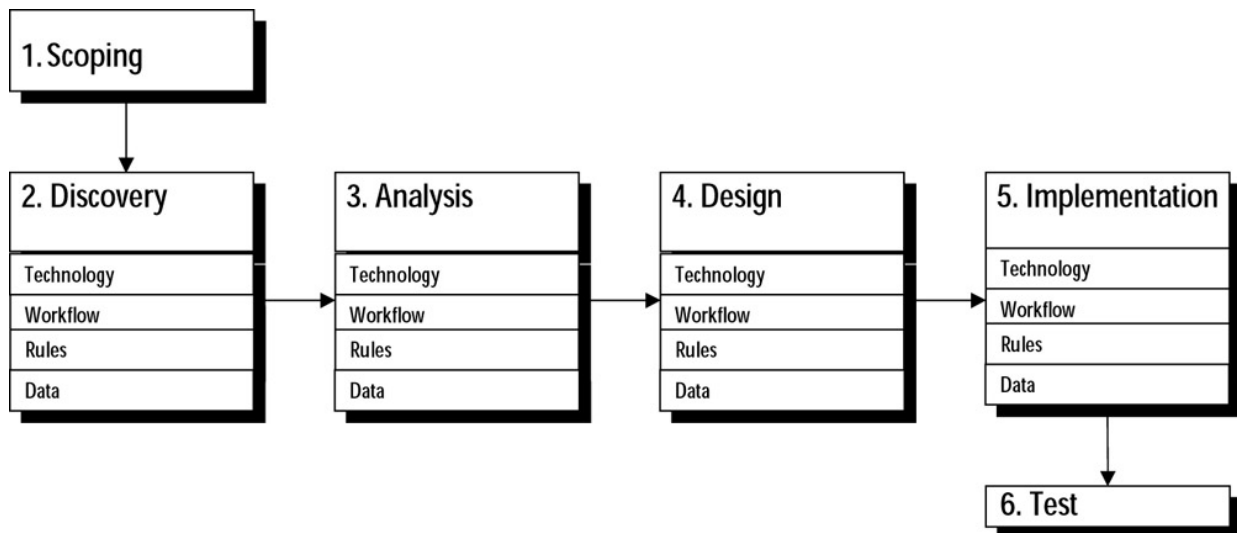 1. Scoping
2. Discovery
Technology
Workflow
Rules
Data
3. Analysis
Technology
Workflow
Rules
Data
4. Design
Technology
Workflow
Rules
Data
5. Implementation
Technology
Workflow
Rules
Data
6. Test